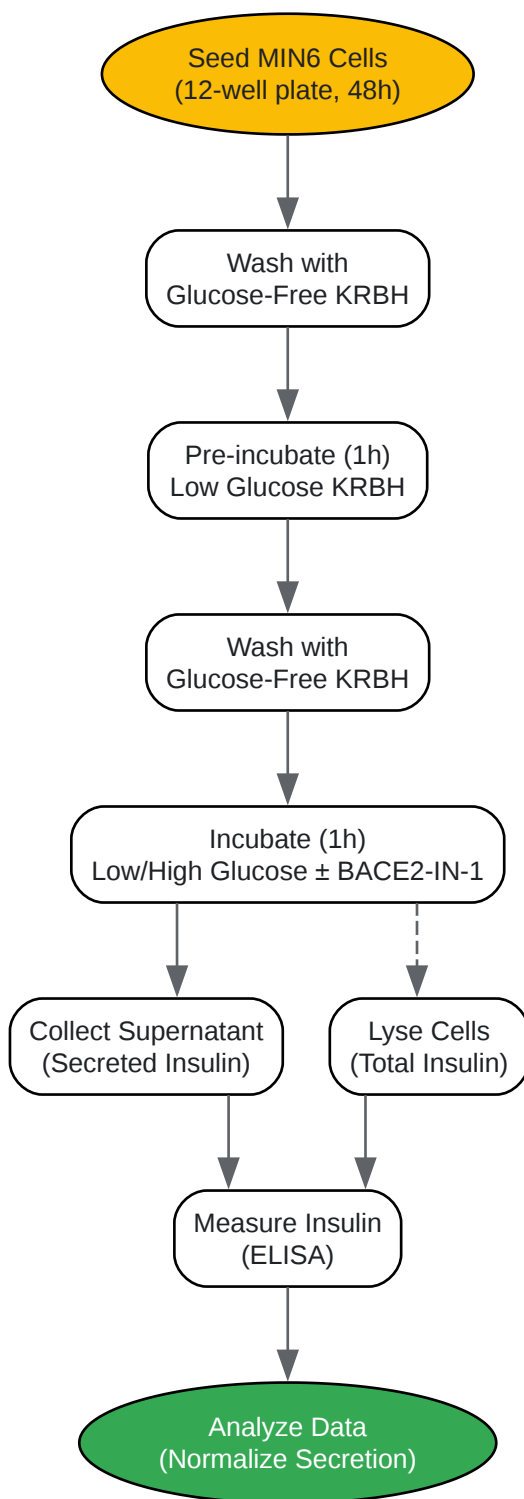 Seed MIN6 Cells
(12-well plate, 48h)
Wash with
Glucose-Free KRBH
Pre-incubate (1h)
Low Glucose KRBH
Wash with
Glucose-Free KRBH
Incubate (1h)
Low/High Glucose ± BACE2-IN-1
Collect Supernatant
(Secreted Insulin)
Lyse Cells
(Total Insulin)
Measure Insulin
(ELISA)
Analyze Data
(Normalize Secretion)